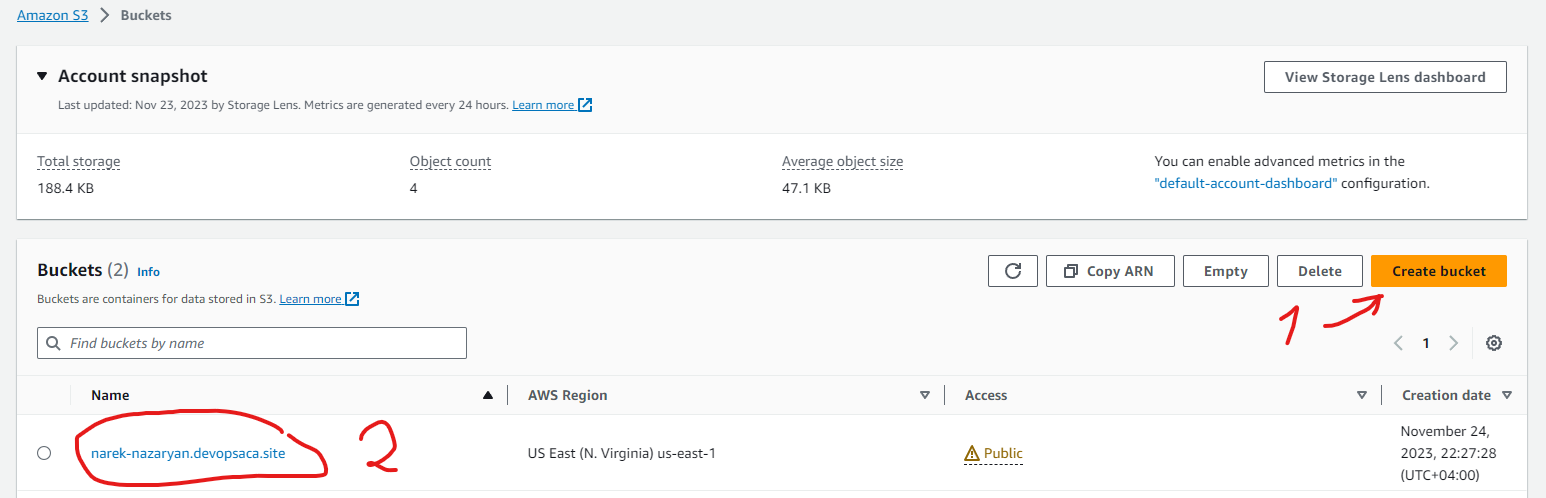 Amazon S3 > Buckets
Account snapshot
View Storage Lens dashboard
Last updated: Nov 23, 2023 by Storage Lens. Metrics are generated every 24 hours. Learn more
Total storage
188.4 KB
Object count
4
Average object size
47.1 KB
You can enable advanced metrics in the
"default-account-dashboard" configuration.
Buckets (2) Info
Copy ARN
Empty
Delete
Create bucket
Buckets are containers for data stored in S3. Learn more
1
Find buckets by name
1
Name
AWS Region
Access
Creation date
narek-nazaryan.devopsaca.site
2
US East (N. Virginia) us-east-1
Public
November 24,
2023, 22:27:28
(UTC+04:00)